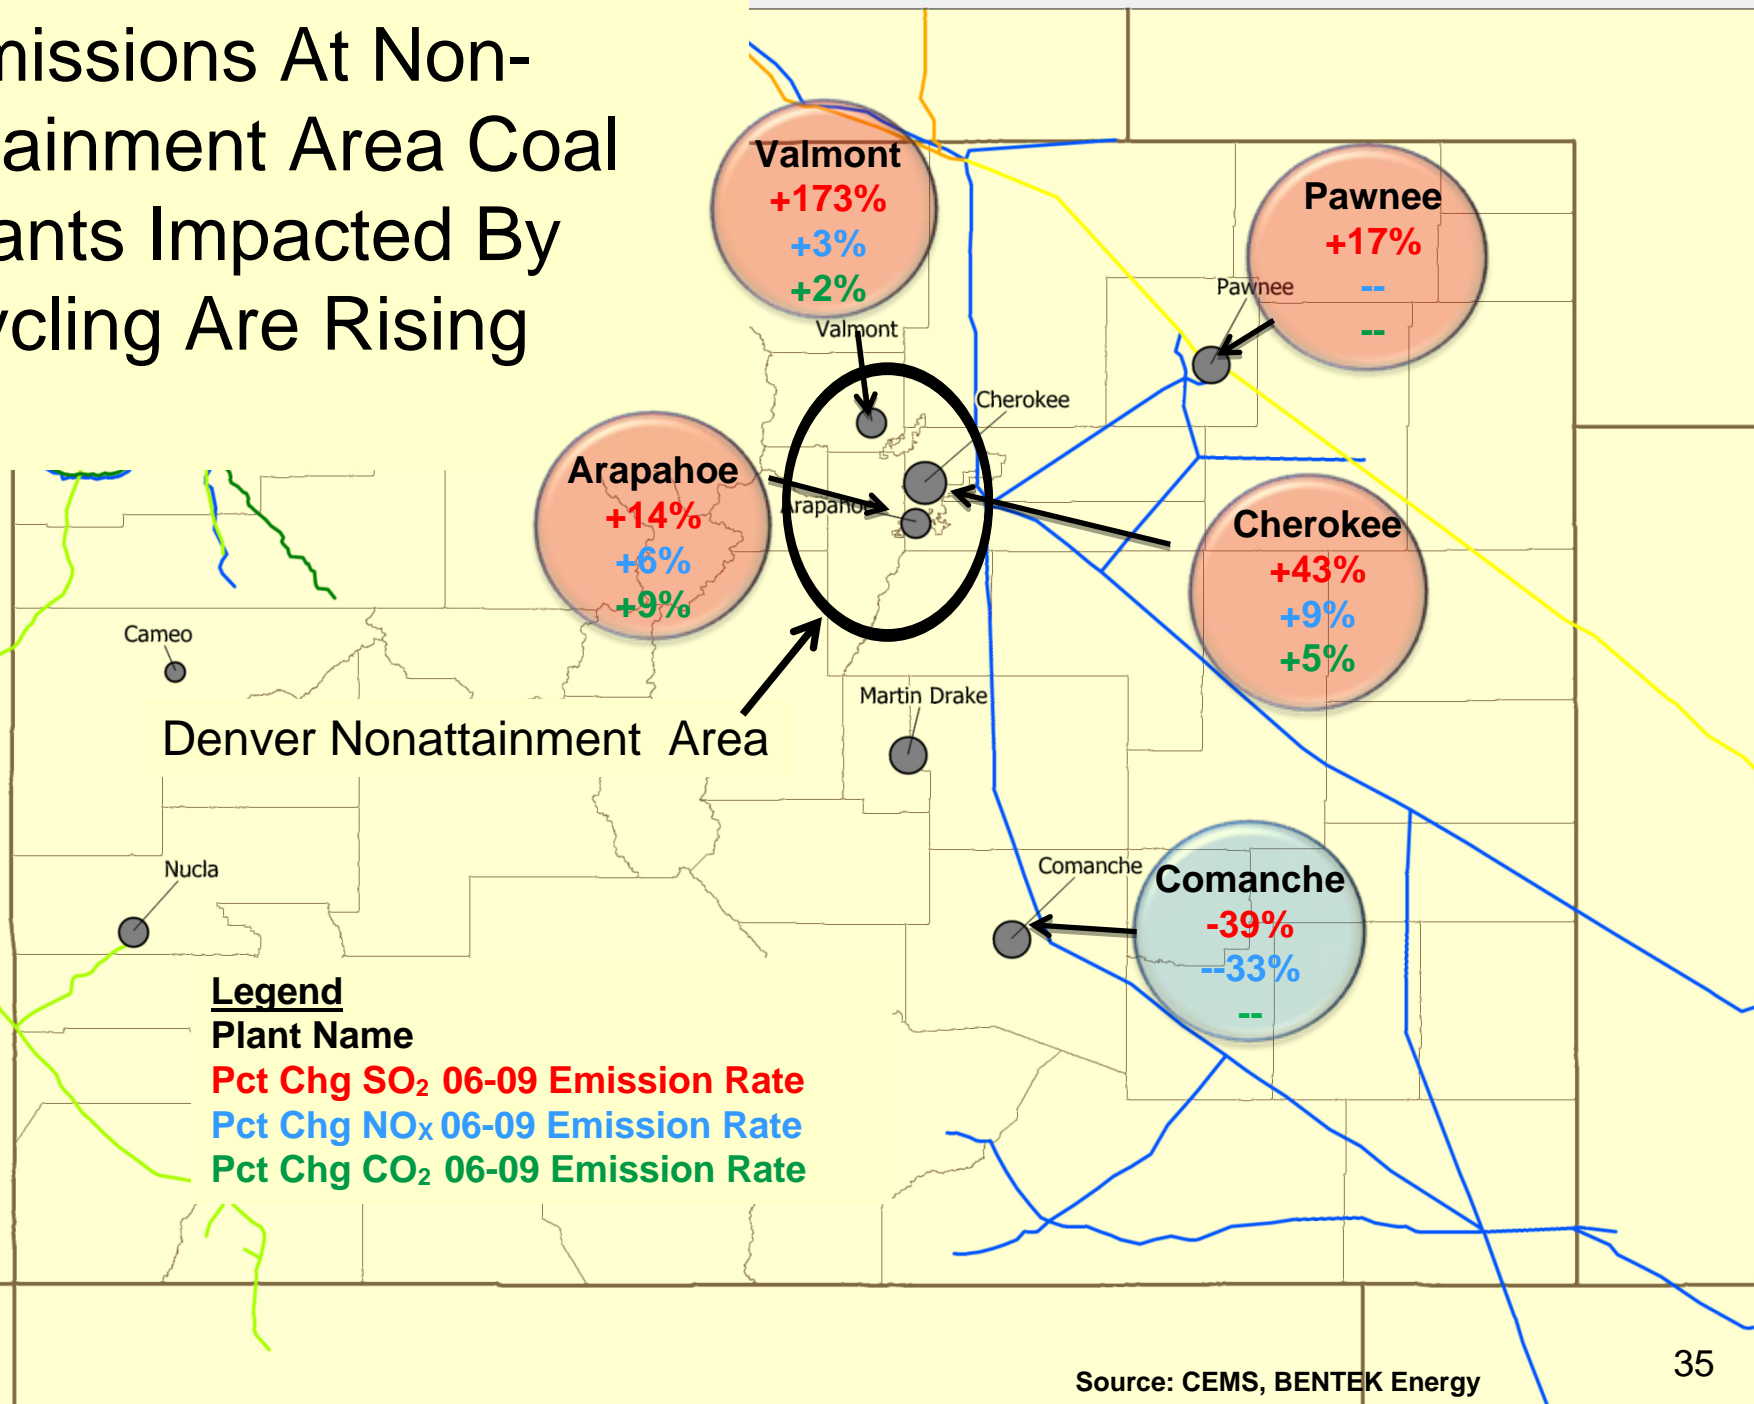 missions At Non-
ainment Area Coal
ants Impacted By
ycling Are Rising
Valmont
+173%
+3%
+2%
Valmont
Pawnee
+17%
--
--
Pawnee
Cherokee
Arapahoe
+14%
+6%
+9%
Arapahoe
Cherokee
+43%
+9%
+5%
Cameo
Denver Nonattainment Area
Martin Drake
Nucla
Comanche
Comanche
-39%
--33%
--
Legend
Plant Name
Pct Chg SO₂ 06-09 Emission Rate
Pct Chg NOₓ 06-09 Emission Rate
Pct Chg CO₂ 06-09 Emission Rate
Source: CEMS, BENTEK Energy
35